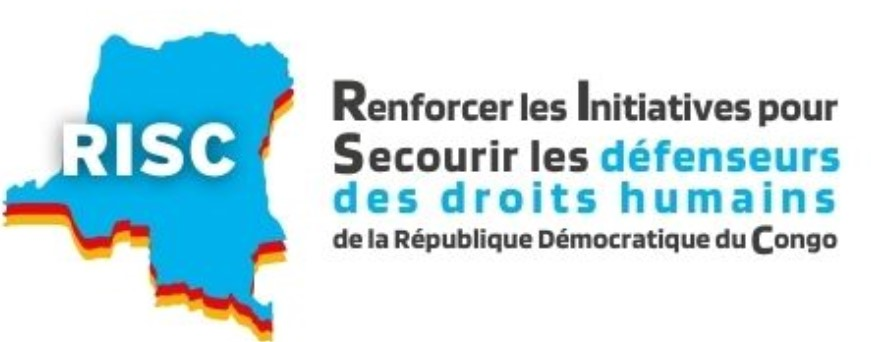 RISC
Renforcer les Initiatives pour
Secourir les défenseurs
des droits humains
de la République Démocratique du Congo